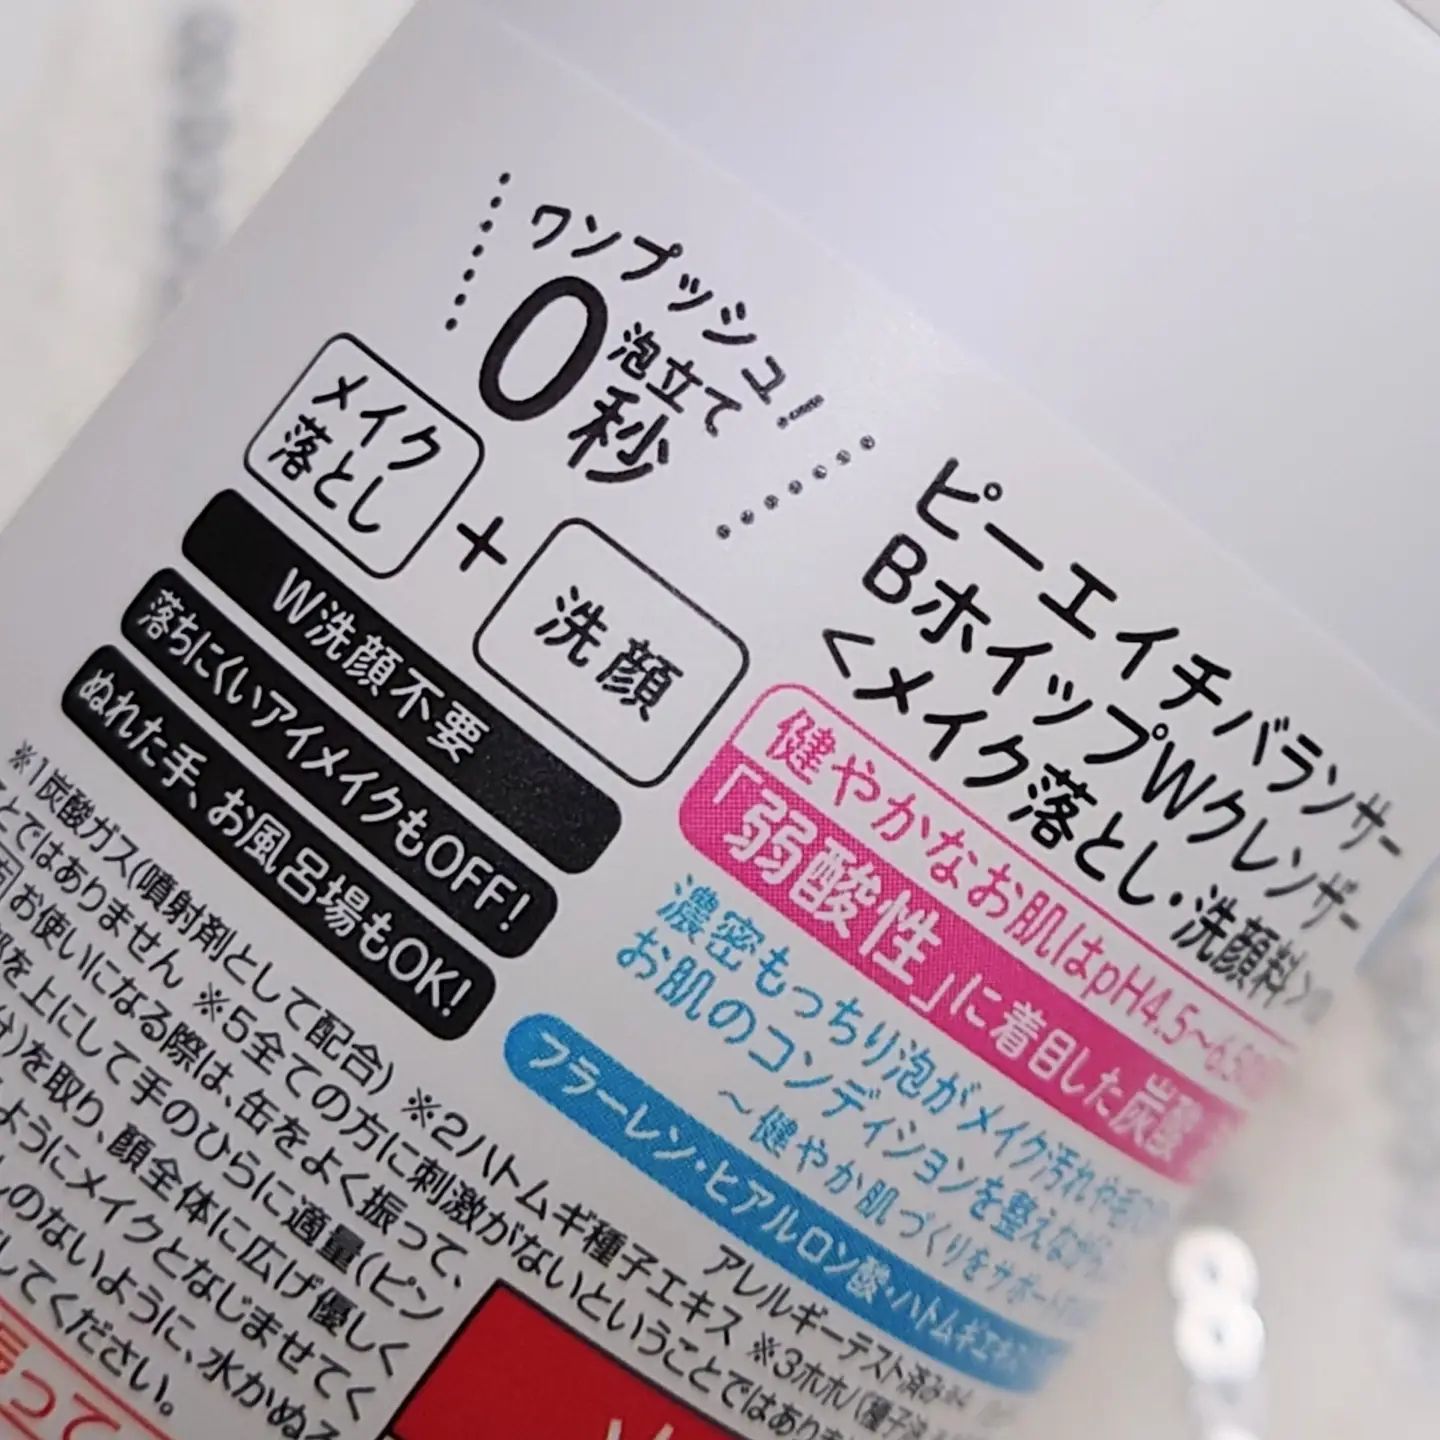 ワンプッシュ!
泡立て
0秒
メイク
落とし
+
洗顔
W洗顔不要
落ちにくいアイメイクもOFF!
ぬれた手、お風呂場もOK!
ピーエイチバランサー
BホイップWクレンザー
<メイク落とし・洗顔料>
健やかなお肌はpH4.5~6.5
「弱酸性」に着目した炭酸
濃密もっちり泡がメイク汚れや毛
お肌のコンディションを整えながら
~健やか肌づくりをサポート
フラーレン・ヒアルロン酸・ハトムギエキ
アレルギーテスト済み
※1炭酸ガス(噴射剤として配合) ※2ハトムギ種子エキス ※3ホホバ種子
とではありません ※5全ての方に刺激がないということではあり
お使いになる際は、缶をよく振って、
を上にして手のひらに適量(ピン
分)を取り、顔全体に広げ優しく
ようにメイクとなじませてく
のないように、水かぬる
してください。
振って